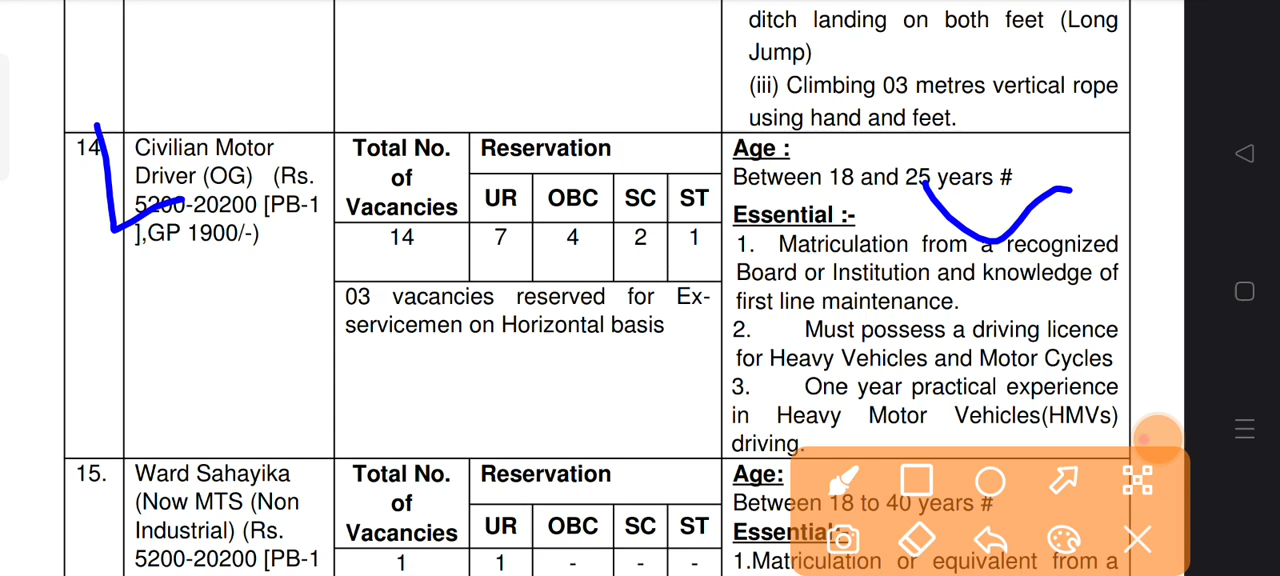 ditch landing on both feet (Long
Jump)
(iii) Climbing 03 metres vertical rope
using hand and feet.
14
Civilian Motor
Driver (OG) (Rs.
5200-20200 [PB-1
],GP 1900/-)
Total No.
of
Vacancies
Reservation
UR OBC SC ST
14 7 4 2 1
03 vacancies reserved for Ex-
servicemen on Horizontal basis
Age :
Between 18 and 25 years #
Essential :-
1. Matriculation from a recognized
Board or Institution and knowledge of
first line maintenance.
2. Must possess a driving licence
for Heavy Vehicles and Motor Cycles
3. One year practical experience
in Heavy Motor Vehicles(HMVs)
driving.
15.
Ward Sahayika
(Now MTS (Non
Industrial) (Rs.
5200-20200 [PB-1
Total No.
of
Vacancies
Reservation
UR OBC SC ST
1 1 - - -
Age:
Between 18 to 40 years #
Essential:-
1.Matriculation or equivalent from a